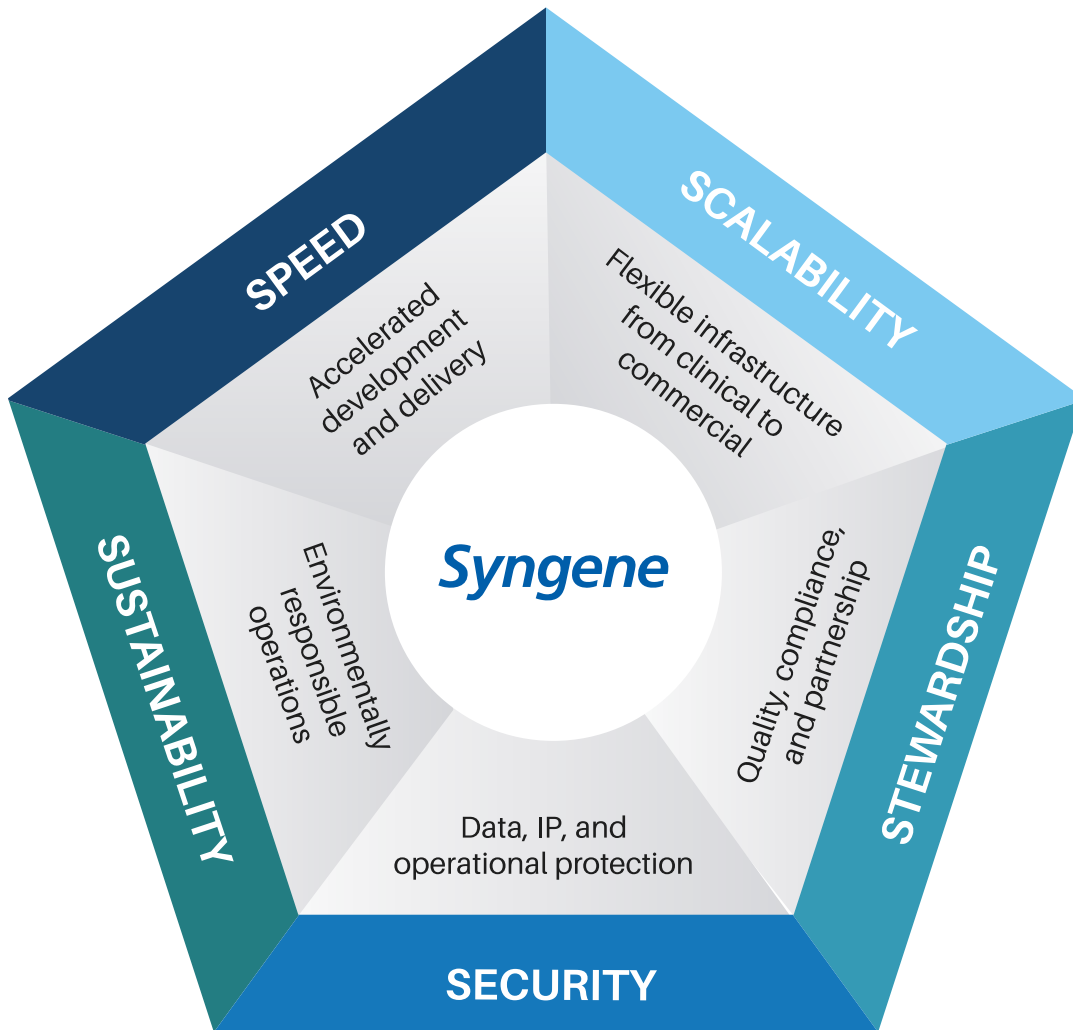 SPEED
Accelerated
development
and delivery
SCALABILITY
Flexible infrastructure
from clinical to
commercial
STEWARDSHIP
Quality, compliance,
and partnership
SECURITY
Data, IP, and
operational protection
SUSTAINABILITY
Environmentally
responsible
operations
Syngene